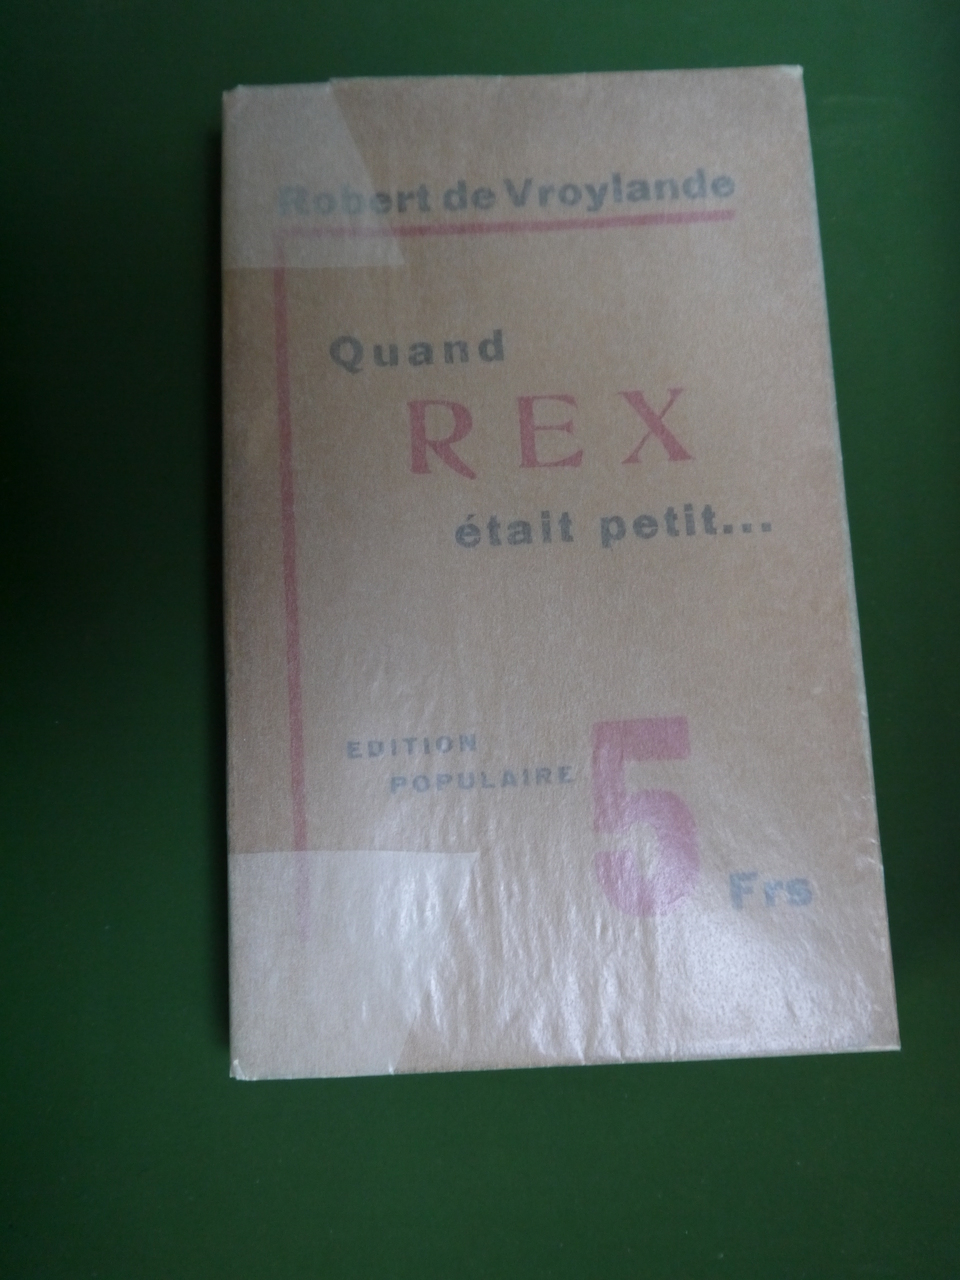 Robert de Vroylande
Quand
REX
était petit...
EDITION
POPULAIRE
5
Frs